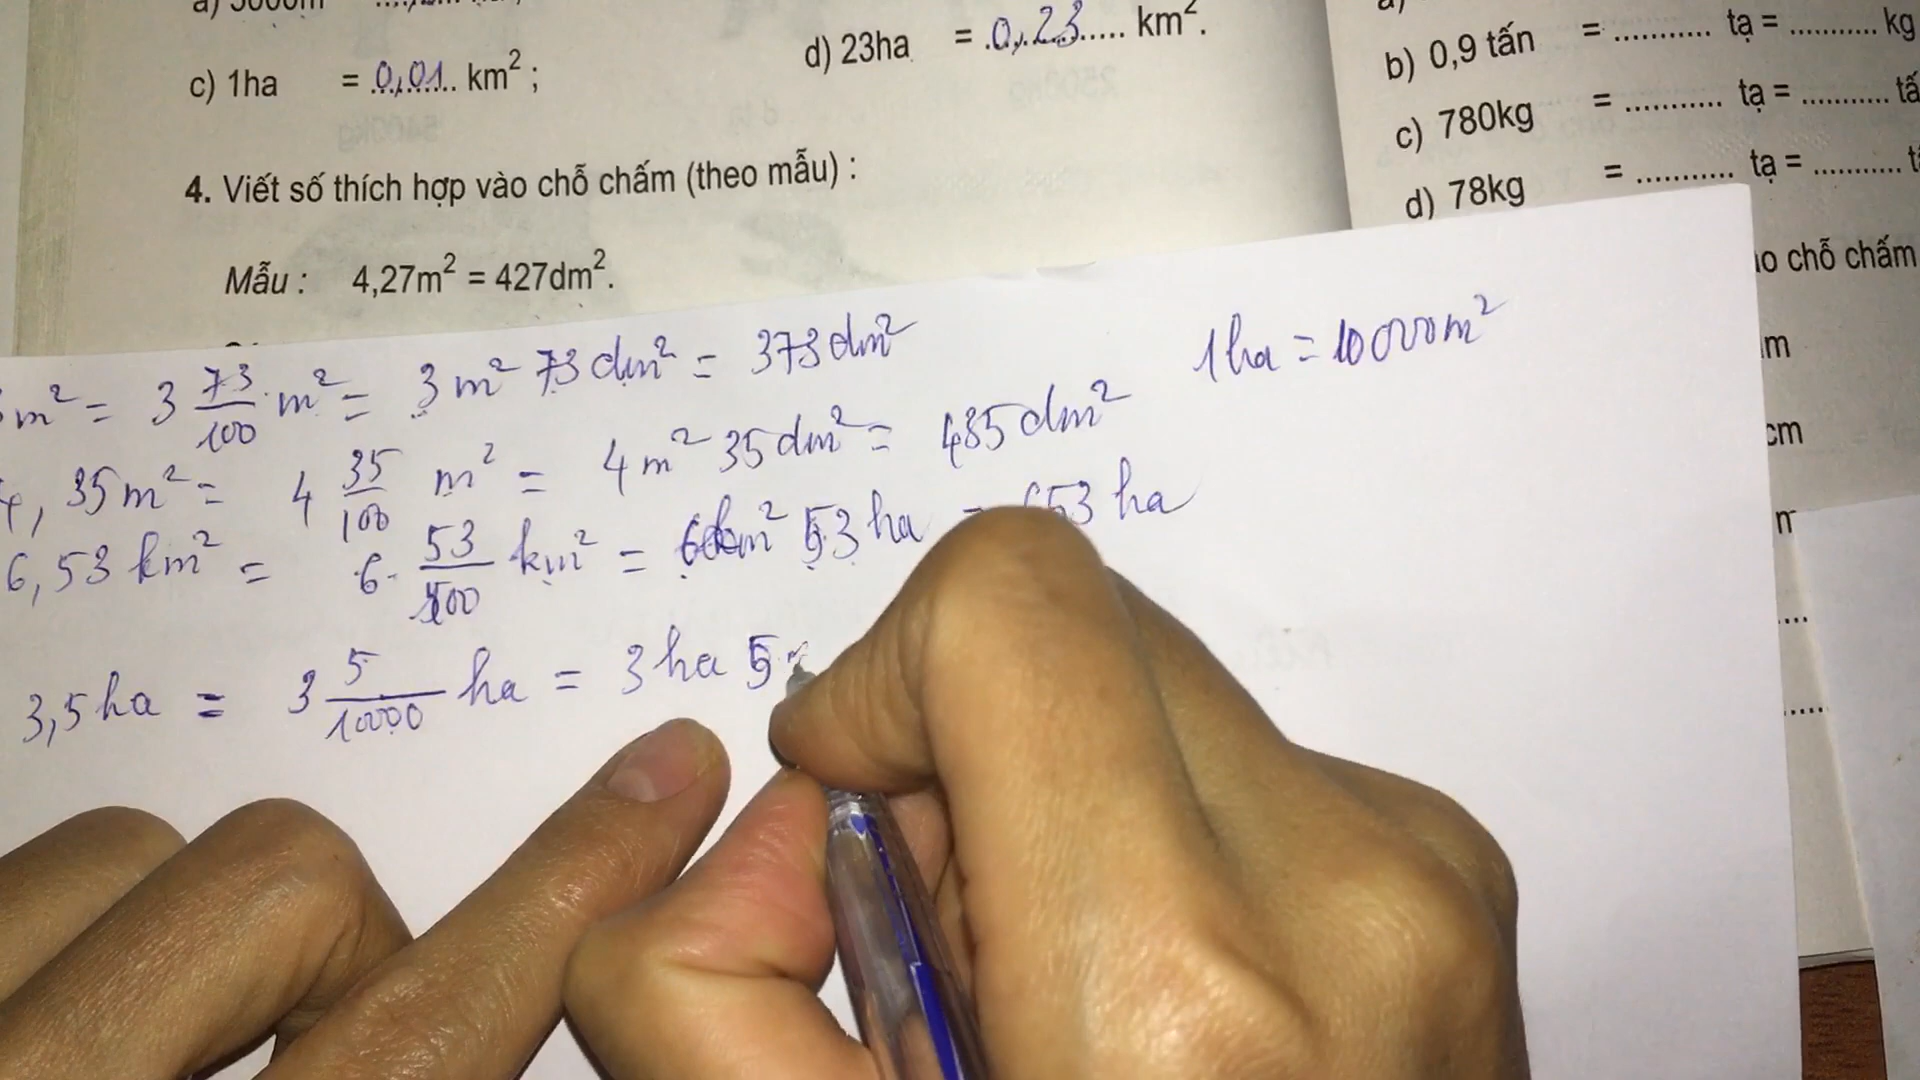 c) 1ha = 0,01 km²;
d) 23ha = 0,23 km².
4. Viết số thích hợp vào chỗ chấm (theo mẫu) :
Mẫu : 4,27m² = 427dm².
m² = 3 73/100 m² = 3m² 73dm² = 373dm²
, 35m² = 4 35/100 m² = 4m² 35dm² = 435dm²
6,53km² = 6 53/100 km² = 6km² 53ha = 653ha
3,5ha = 3 5/10000 ha = 3ha 5
1ha = 10000m²
b) 0,9 tấn = ........... tạ = ........... kg
c) 780kg = ........... tạ = ...........
d) 78kg = ........... tạ = ...........
chỗ chấm
m
cm